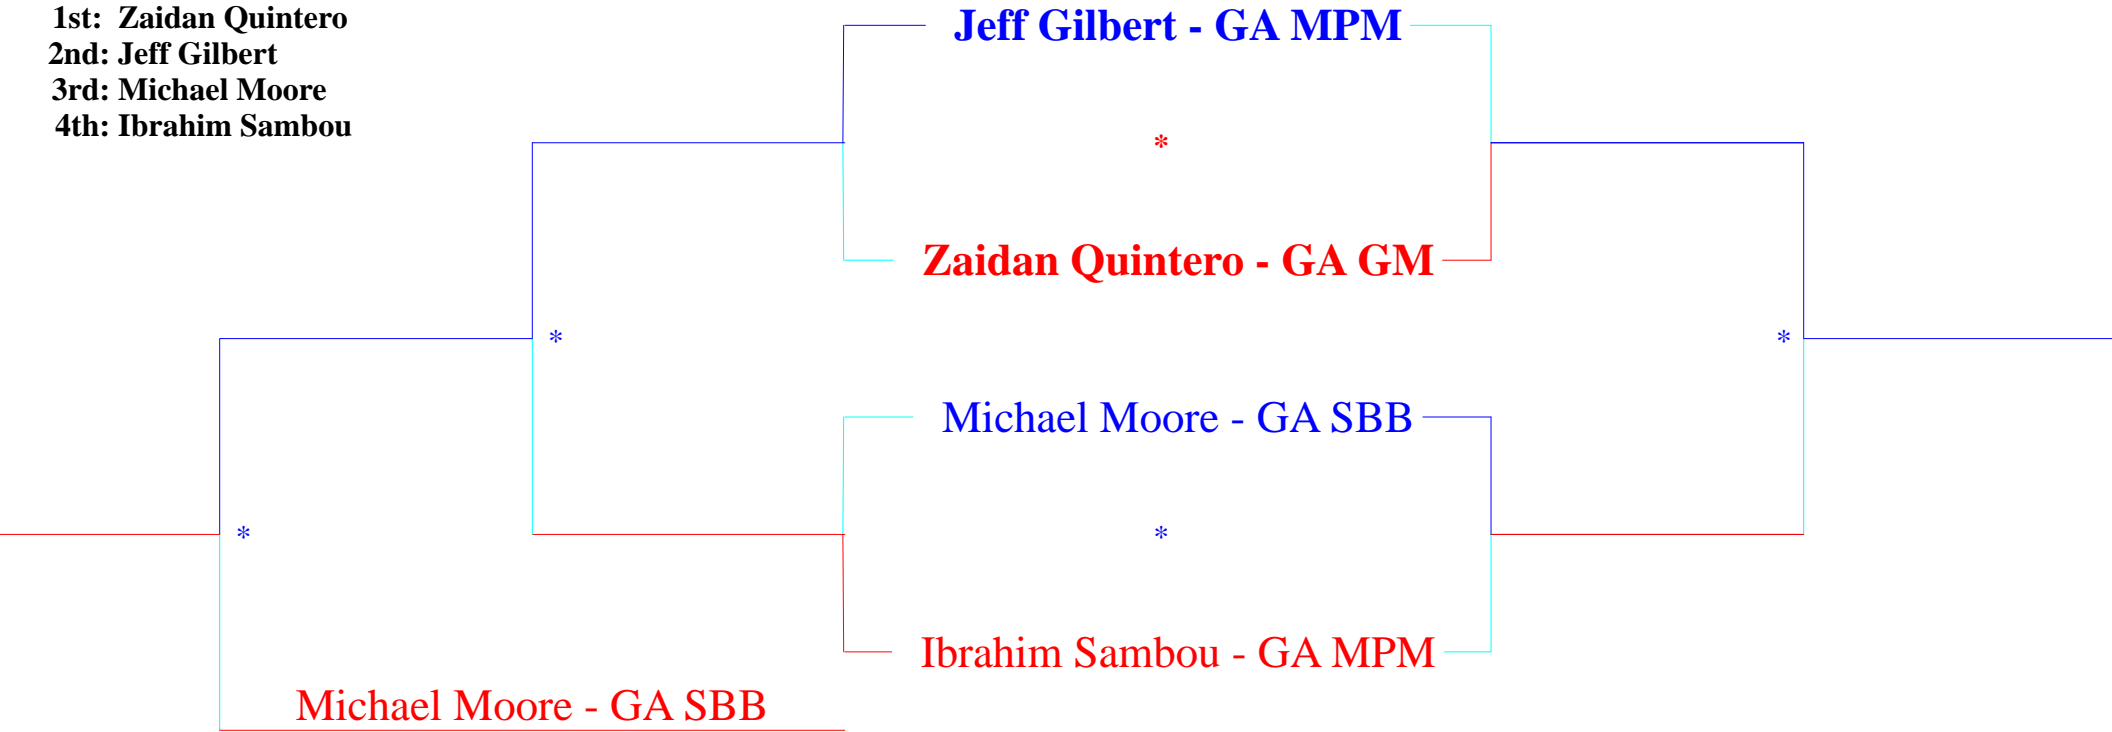 1st: Zaidan Quintero
2nd: Jeff Gilbert
3rd: Michael Moore
4th: Ibrahim Sambou
Jeff Gilbert - GA MPM
*
Zaidan Quintero - GA GM
* *
Michael Moore - GA SBB
* *
Ibrahim Sambou - GA MPM
Michael Moore - GA SBB